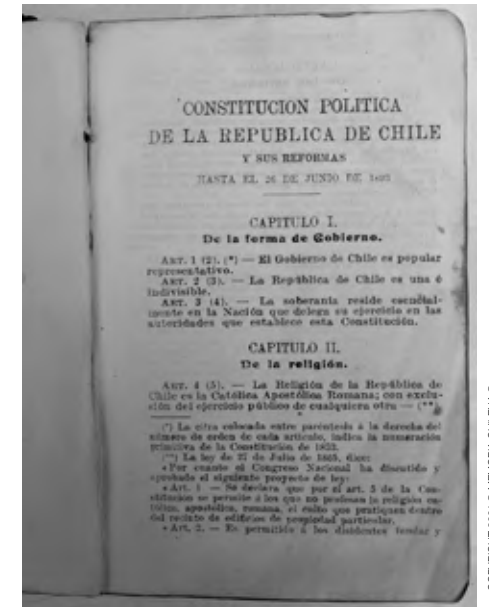 CONSTITUCION POLITICA
DE LA REPUBLICA DE CHILE
Y SUS REFORMAS
HASTA EL 26 DE JUNIO DE
CAPITULO I.
De la forma de Gobierno.
ART. 1 (2). (*) — El Gobierno de Chile es popular
representativo.
ART. 2 (3). — La República de Chile es una é
indivisible.
ART. 3 (4). — La soberanía reside esencial-
mente en la Nación que delega su ejercicio en las
autoridades que establece esta Constitución.
CAPITULO II.
De la religión.
ART. 4 (5). — La Religión de la República de
Chile es la Católica Apostólica Romana; con exclu-
sión del ejercicio público de cualquiera otra — (**)
(*) La cifra colocada entre paréntesis á la derecha del
número de orden de cada artículo, indica la numeración
primitiva de la Constitución de 1833.
(**) La ley de 27 de Julio de 1865, dice:
«Por cuanto el Congreso Nacional ha discutido y
aprobado el siguiente proyecto de ley:
«Art. 1. — Se declara que por el art. 5 de la Cons-
titución se permite á los que no profesan la religión ca-
tólica, apostólica, romana, el culto que practiquen dentro
del recinto de edificios de propiedad particular.
«Art. 2. — Es permitido á los disidentes fundar y